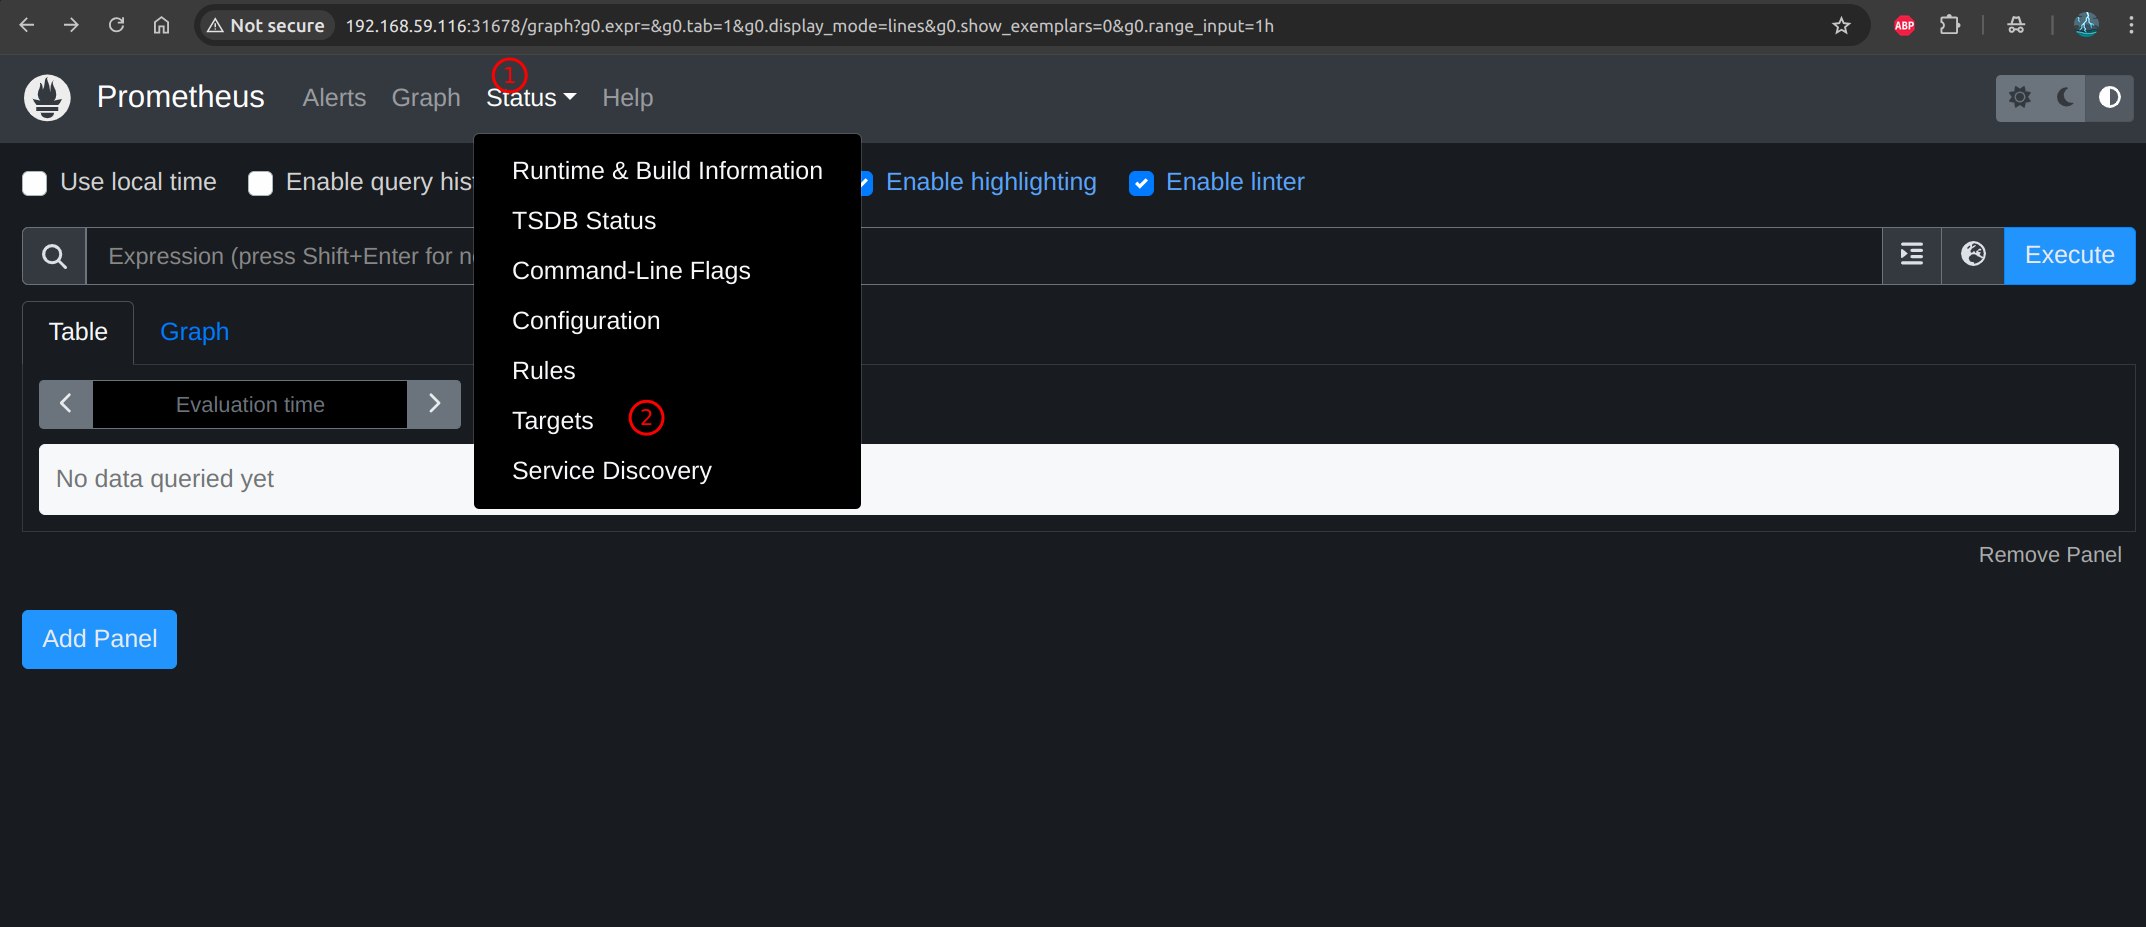 Not secure 192.168.59.116:31678/graph?g0.expr=&g0.tab=1&g0.display_mode=lines&g0.show_exemplars=0&g0.range_input=1h
ABP
1
Prometheus Alerts Graph Status Help
Runtime & Build Information
Use local time Enable query his Enable highlighting Enable linter
TSDB Status
Expression (press Shift+Enter for n Execute
Command-Line Flags
Configuration
Table Graph
Rules
Evaluation time
Targets 2
Service Discovery
No data queried yet
Remove Panel
Add Panel